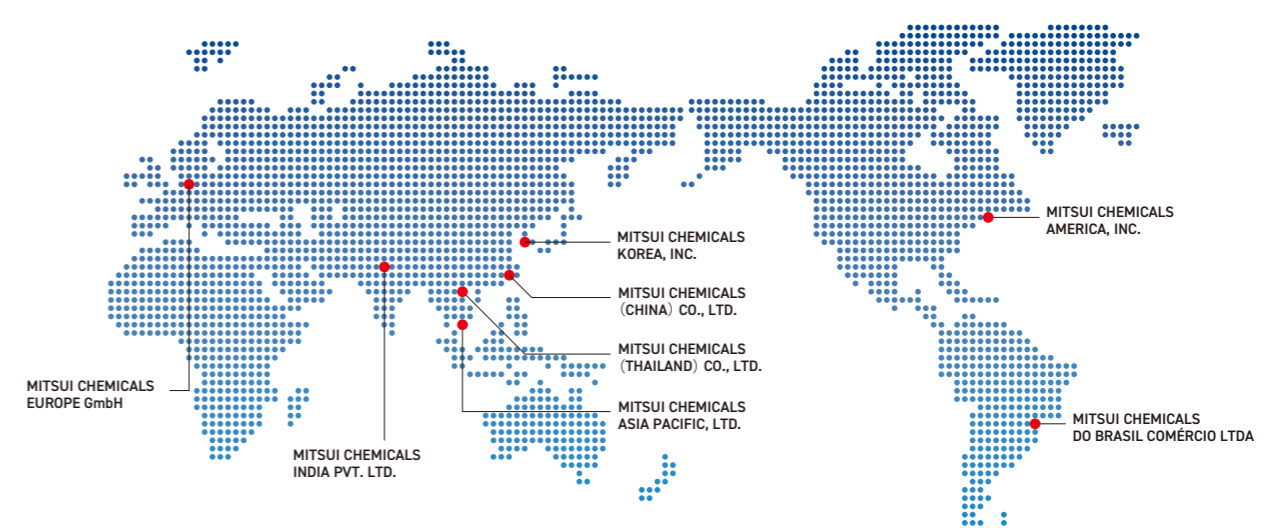 MITSUI CHEMICALS
AMERICA, INC.
MITSUI CHEMICALS
KOREA, INC.
MITSUI CHEMICALS
（CHINA）CO., LTD.
MITSUI CHEMICALS
（THAILAND）CO., LTD.
MITSUI CHEMICALS
EUROPE GmbH
MITSUI CHEMICALS
ASIA PACIFIC, LTD.
MITSUI CHEMICALS
DO BRASIL COMÉRCIO LTDA
MITSUI CHEMICALS
INDIA PVT. LTD.